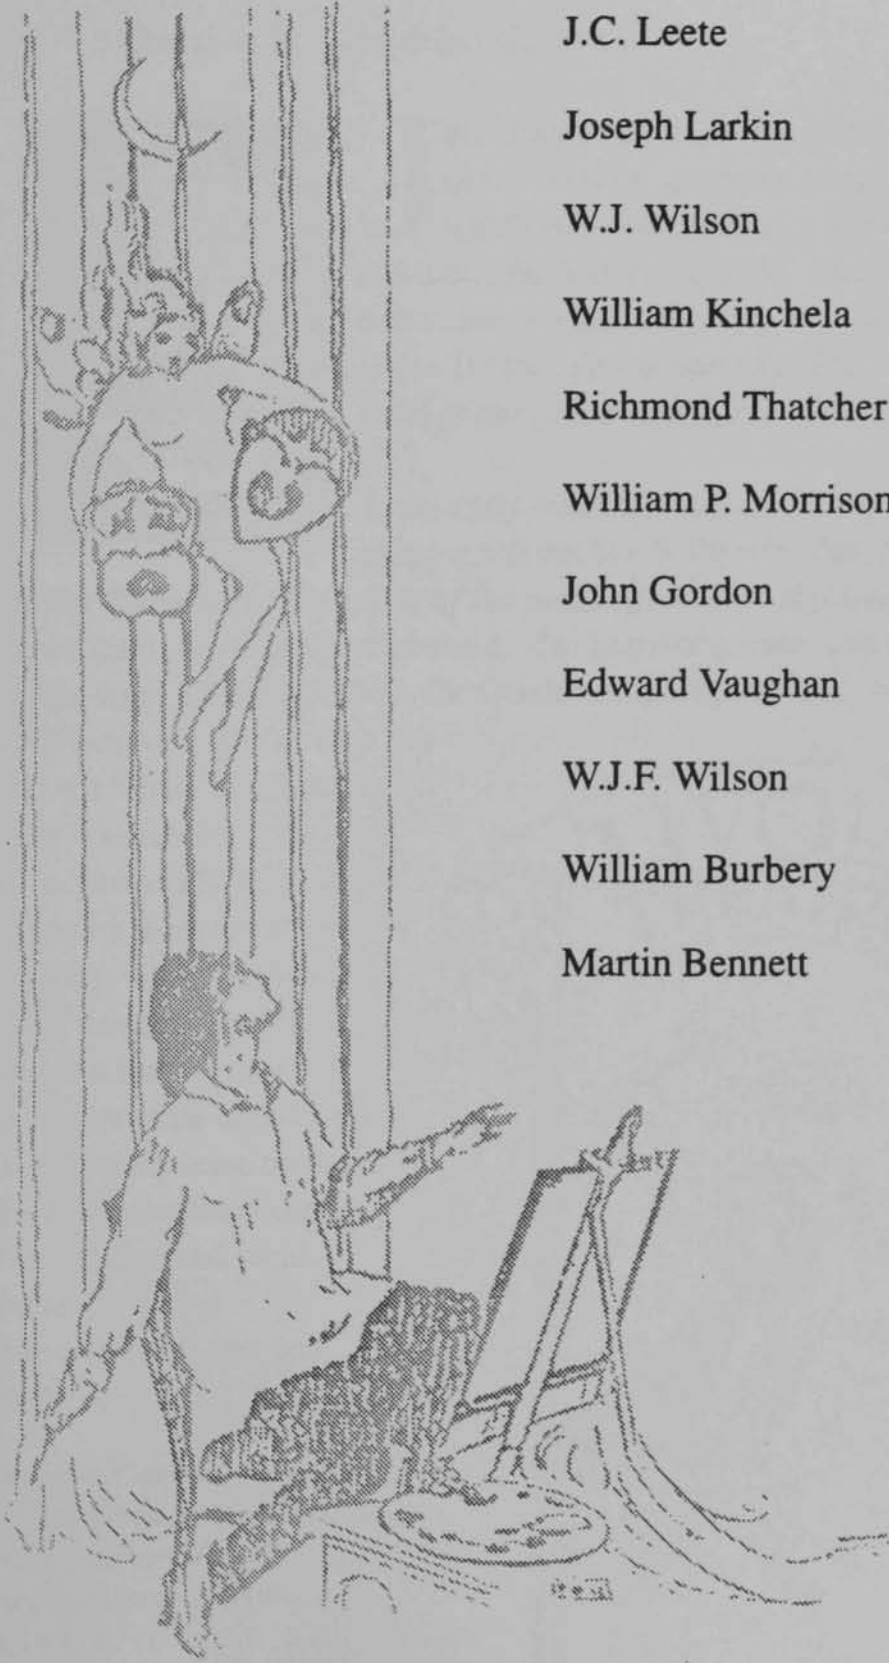 J.C. Leete
Joseph Larkin
W.J. Wilson
William Kinchela
Richmond Thatcher
William P. Morrison
John Gordon
Edward Vaughan
W.J.F. Wilson
William Burbery
Martin Bennett